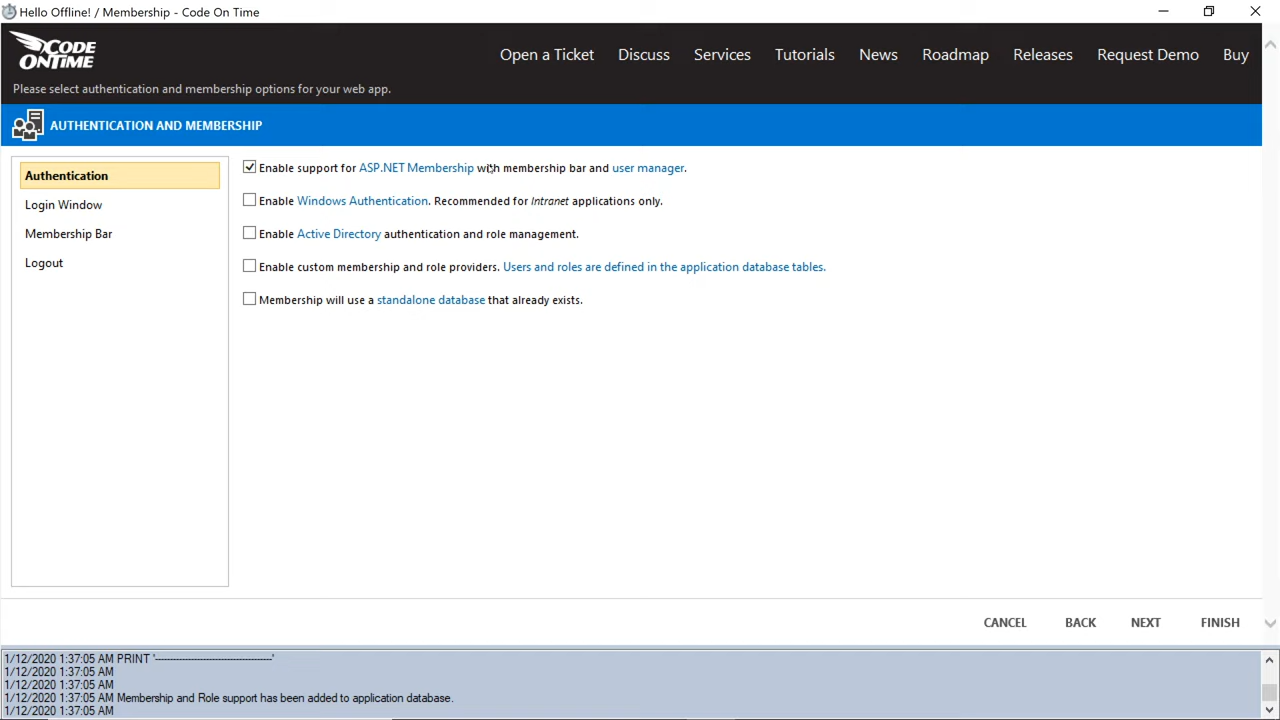 Hello Offline! / Membership - Code On Time
CODE
ONTIME
Open a Ticket Discuss Services Tutorials News Roadmap Releases Request Demo Buy
Please select authentication and membership options for your web app.
AUTHENTICATION AND MEMBERSHIP
Authentication
Login Window
Membership Bar
Logout
Enable support for ASP.NET Membership with membership bar and user manager.
Enable Windows Authentication. Recommended for Intranet applications only.
Enable Active Directory authentication and role management.
Enable custom membership and role providers. Users and roles are defined in the application database tables.
Membership will use a standalone database that already exists.
CANCEL BACK NEXT FINISH
1/12/2020 1:37:05 AM PRINT '----------------------------------------'
1/12/2020 1:37:05 AM
1/12/2020 1:37:05 AM
1/12/2020 1:37:05 AM Membership and Role support has been added to application database.
1/12/2020 1:37:05 AM